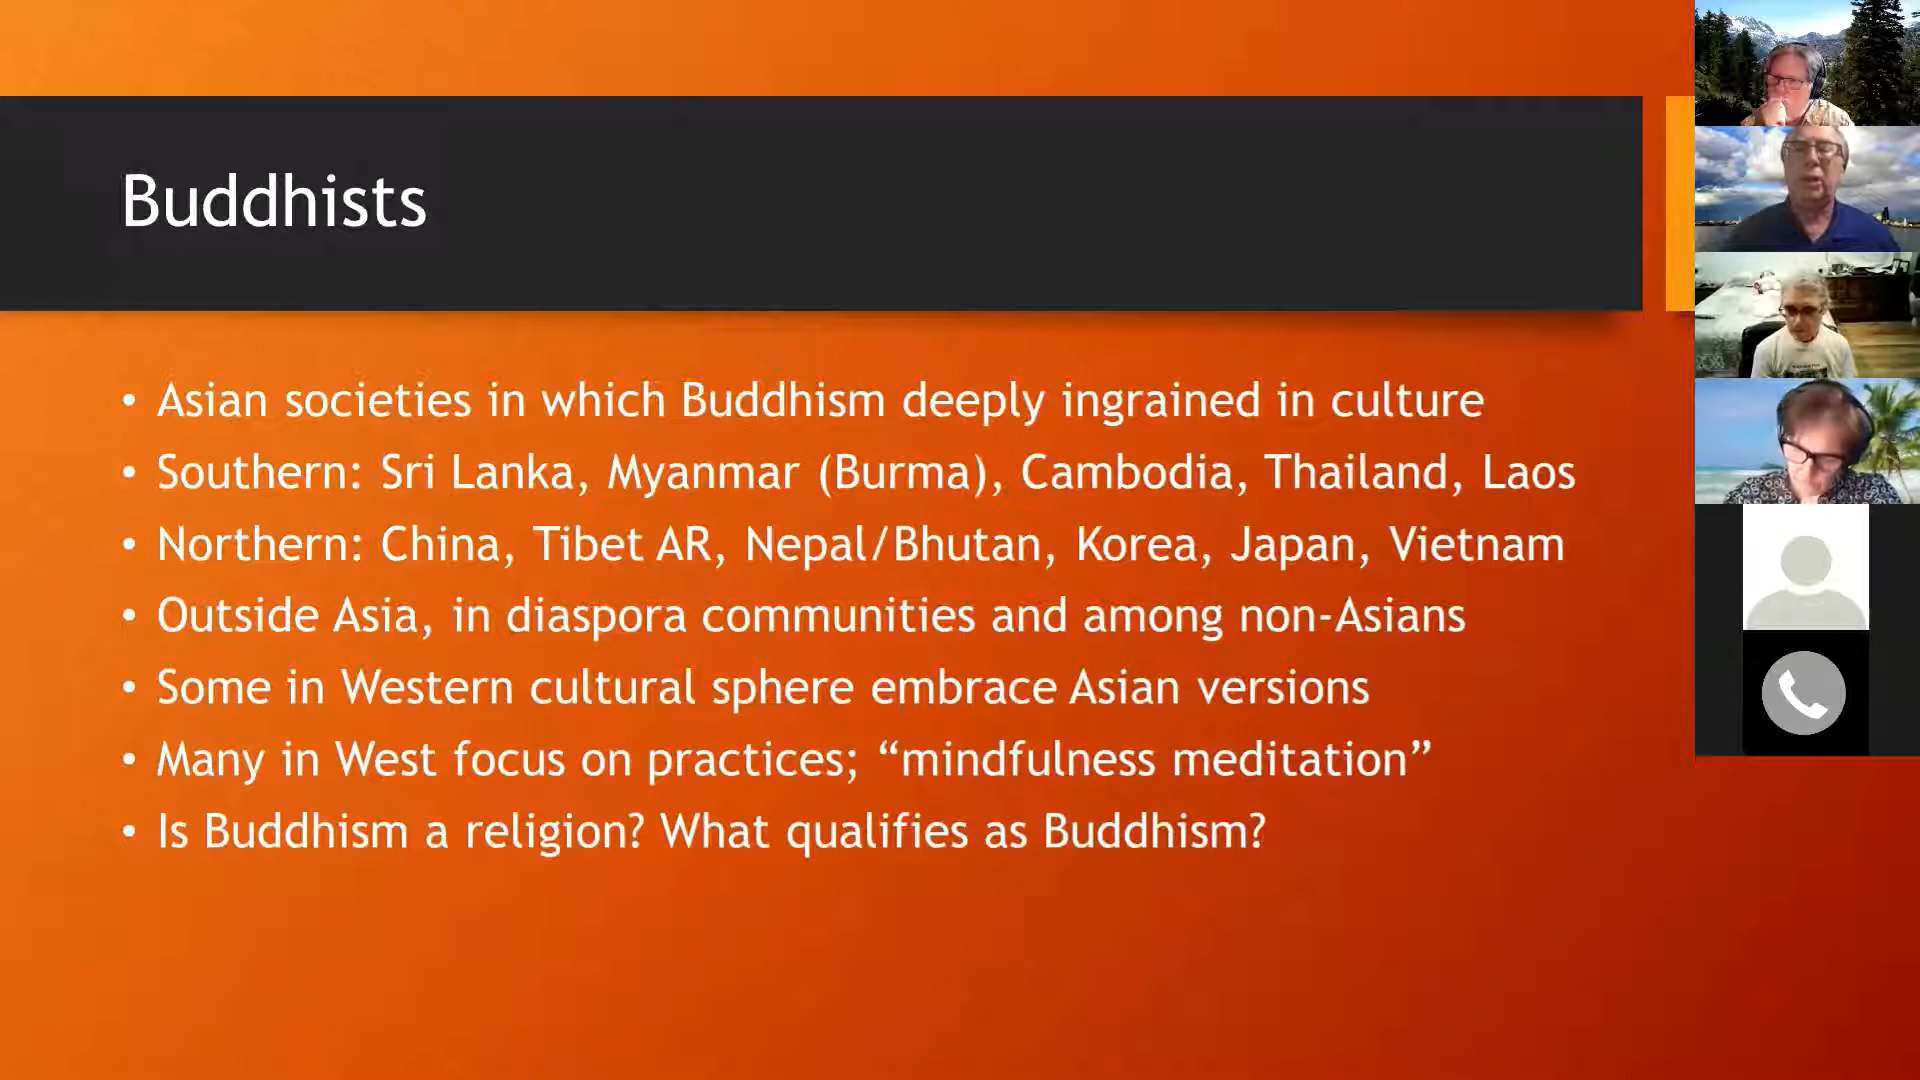 Buddhists
• Asian societies in which Buddhism deeply ingrained in culture
• Southern: Sri Lanka, Myanmar (Burma), Cambodia, Thailand, Laos
• Northern: China, Tibet AR, Nepal/Bhutan, Korea, Japan, Vietnam
• Outside Asia, in diaspora communities and among non-Asians
• Some in Western cultural sphere embrace Asian versions
• Many in West focus on practices; “mindfulness meditation”
• Is Buddhism a religion? What qualifies as Buddhism?